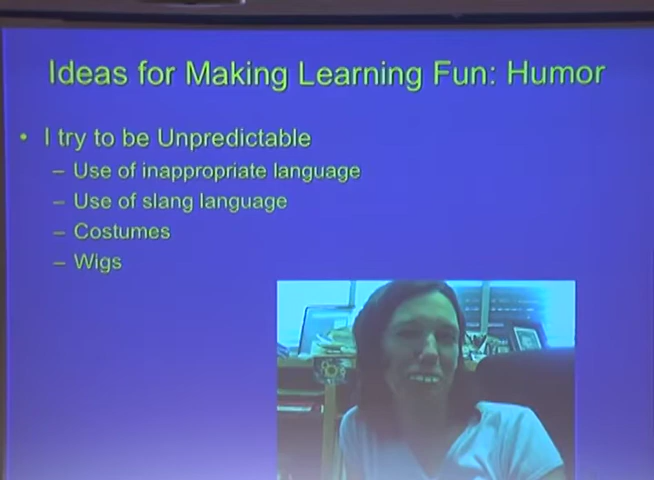 Ideas for Making Learning Fun: Humor
• I try to be Unpredictable
– Use of inappropriate language
– Use of slang language
– Costumes
– Wigs